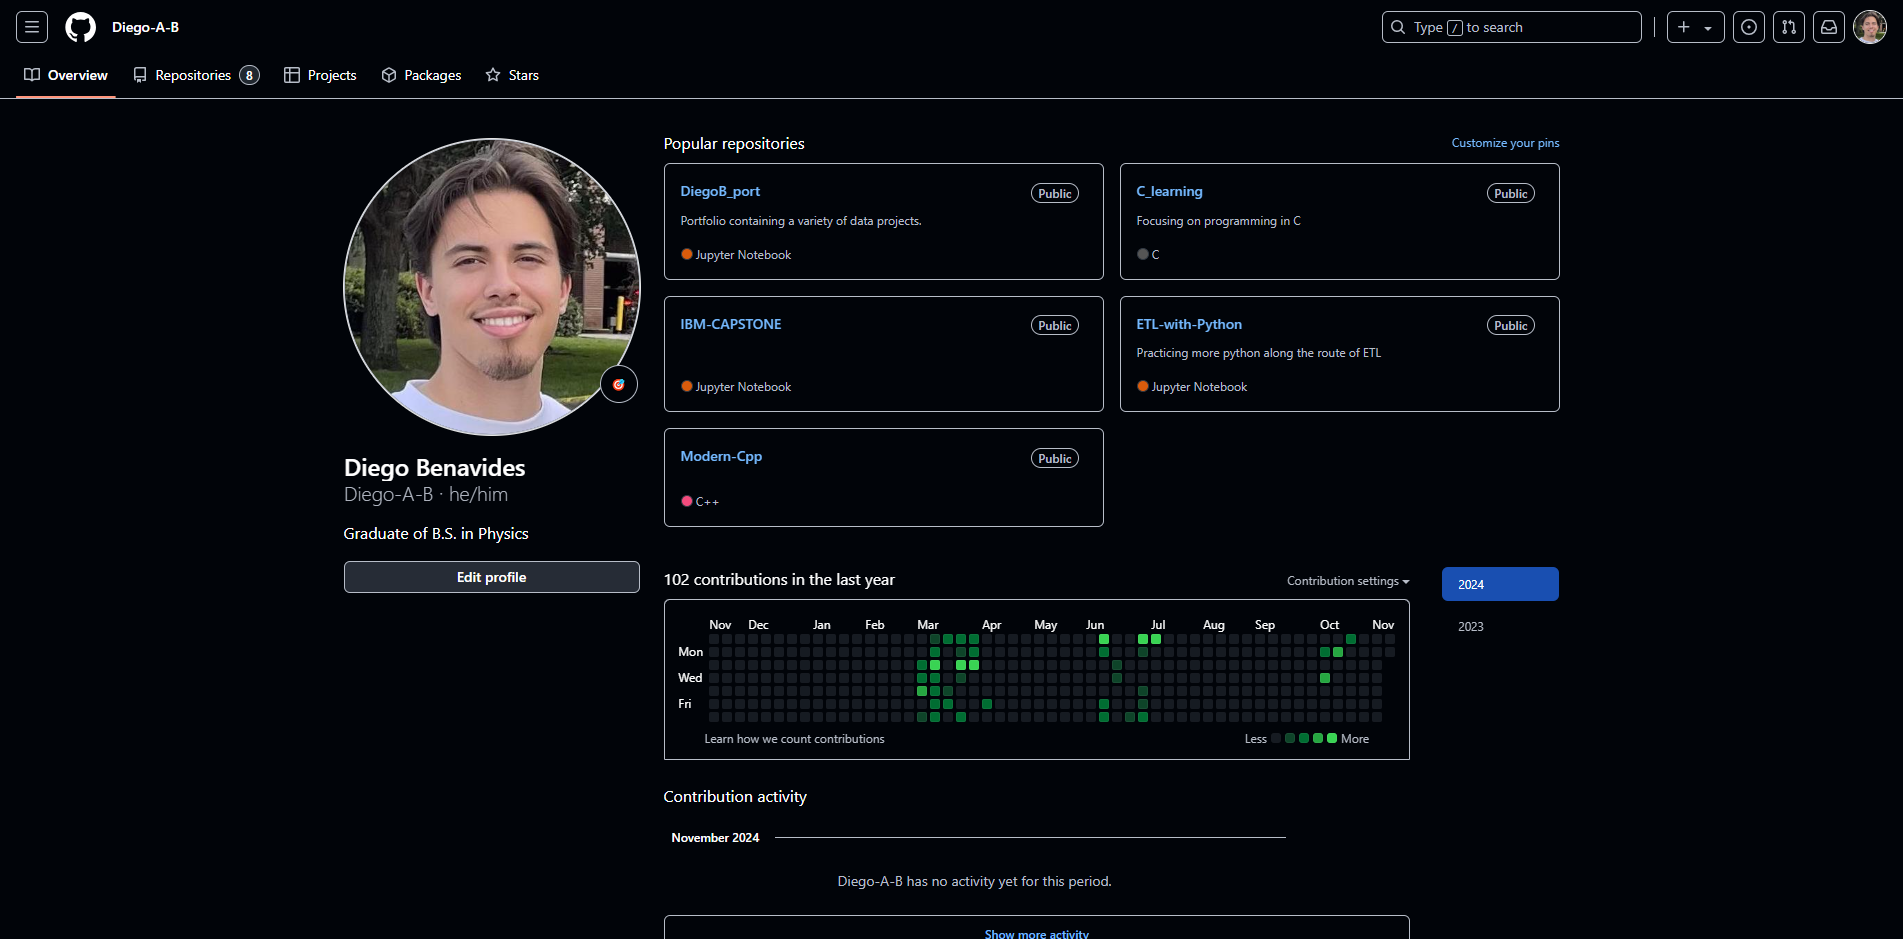 Diego-A-B
Type / to search
Overview
Repositories 8
Projects
Packages
Stars
Diego Benavides
Diego-A-B · he/him
Graduate of B.S. in Physics
Edit profile
Popular repositories
Customize your pins
DiegoB_port
Public
Portfolio containing a variety of data projects.
Jupyter Notebook
C_learning
Public
Focusing on programming in C
C
IBM-CAPSTONE
Public
Jupyter Notebook
ETL-with-Python
Public
Practicing more python along the route of ETL
Jupyter Notebook
Modern-Cpp
Public
C++
102 contributions in the last year
Contribution settings
2024
2023
Nov Dec Jan Feb Mar Apr May Jun Jul Aug Sep Oct Nov
Mon
Wed
Fri
Learn how we count contributions
Less More
Contribution activity
November 2024
Diego-A-B has no activity yet for this period.
Show more activity